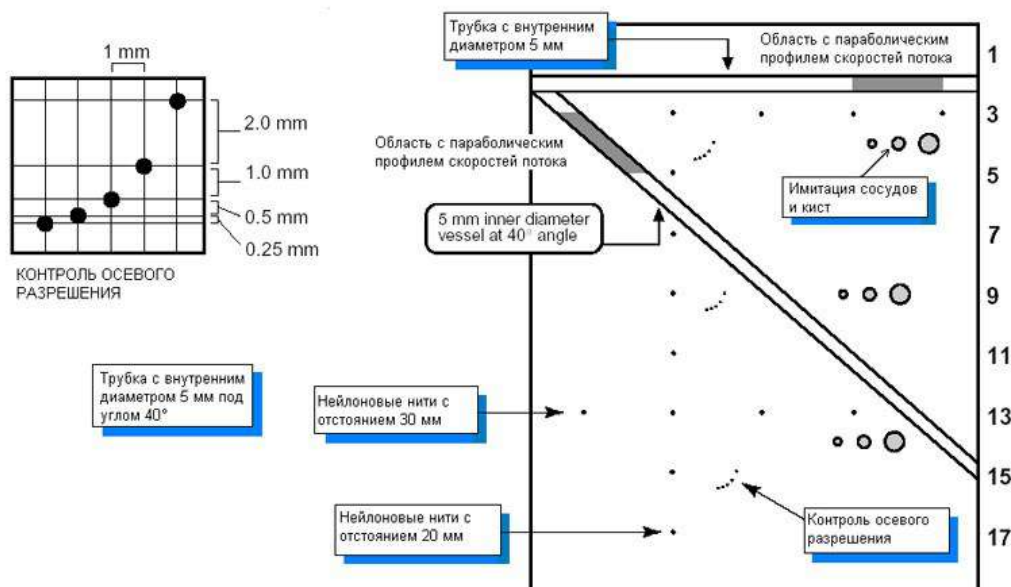 1 mm
2.0 mm
1.0 mm
0.5 mm
0.25 mm
КОНТРОЛЬ ОСЕВОГО
РАЗРЕШЕНИЯ
Трубка с внутренним
диаметром 5 мм
Область с параболическим
профилем скоростей потока
Область с параболическим
профилем скоростей потока
5 mm inner diameter
vessel at 40° angle
Имитация сосудов
и кист
Трубка с внутренним
диаметром 5 мм под
углом 40°
Нейлоновые нити с
отстоянием 30 мм
Нейлоновые нити с
отстоянием 20 мм
Контроль осевого
разрешения
1
3
5
7
9
11
13
15
17